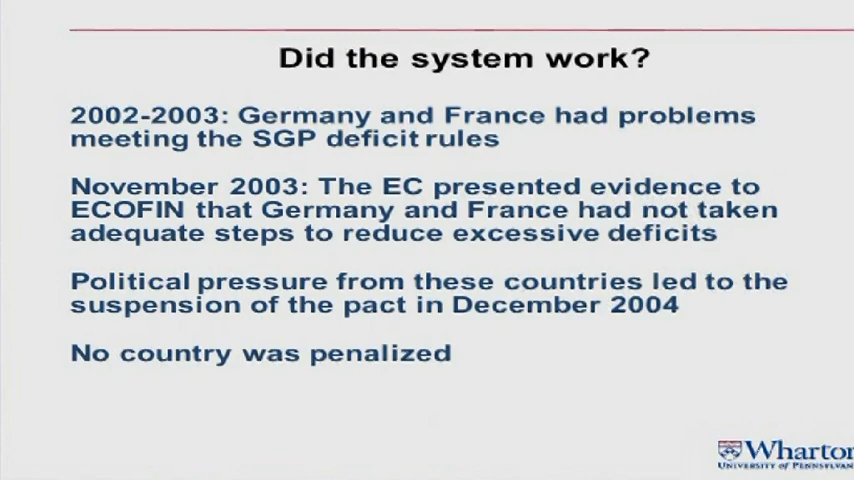 Did the system work?
2002-2003: Germany and France had problems
meeting the SGP deficit rules
November 2003: The EC presented evidence to
ECOFIN that Germany and France had not taken
adequate steps to reduce excessive deficits
Political pressure from these countries led to the
suspension of the pact in December 2004
No country was penalized
Wharton
UNIVERSITY of PENNSYLVAN